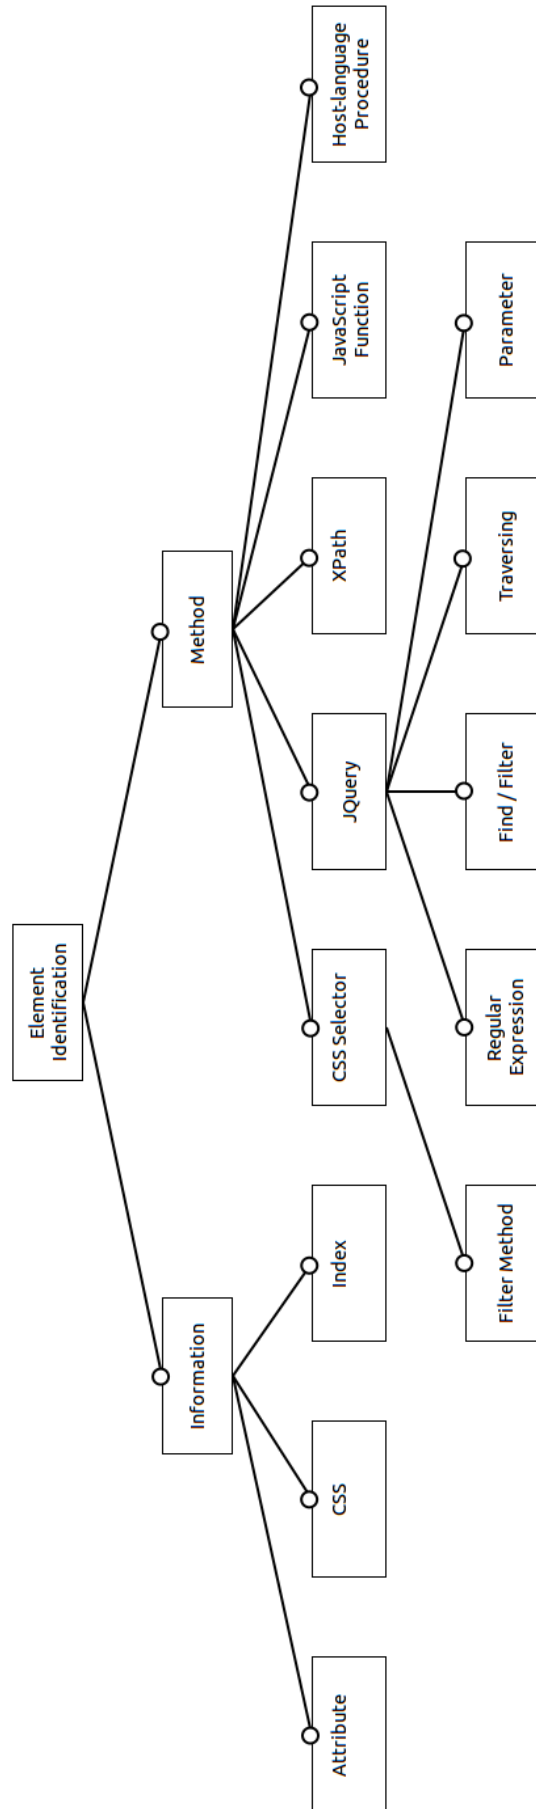 Element
Identification
Information
Method
Attribute
CSS
Index
CSS Selector
JQuery
XPath
JavaScript
Function
Host-language
Procedure
Filter Method
Regular
Expression
Find / Filter
Traversing
Parameter